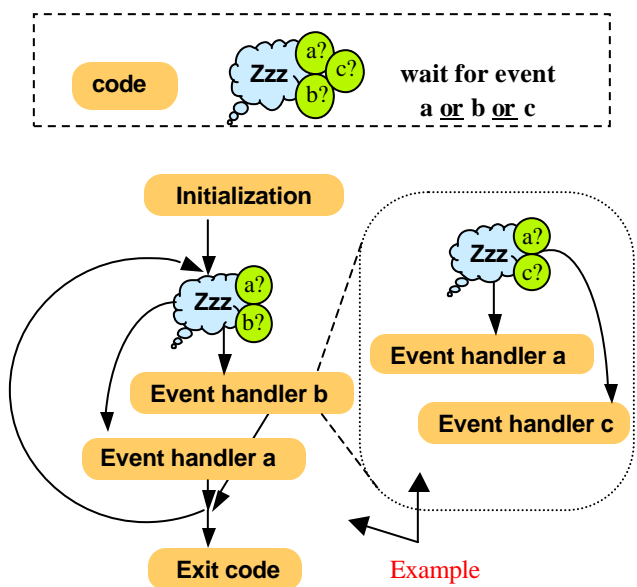 code
Zzz
a?
c?
b?
wait for event
a or b or c
Initialization
Zzz
a?
b?
Event handler b
Event handler a
Exit code
Zzz
a?
c?
Event handler a
Event handler c
Example